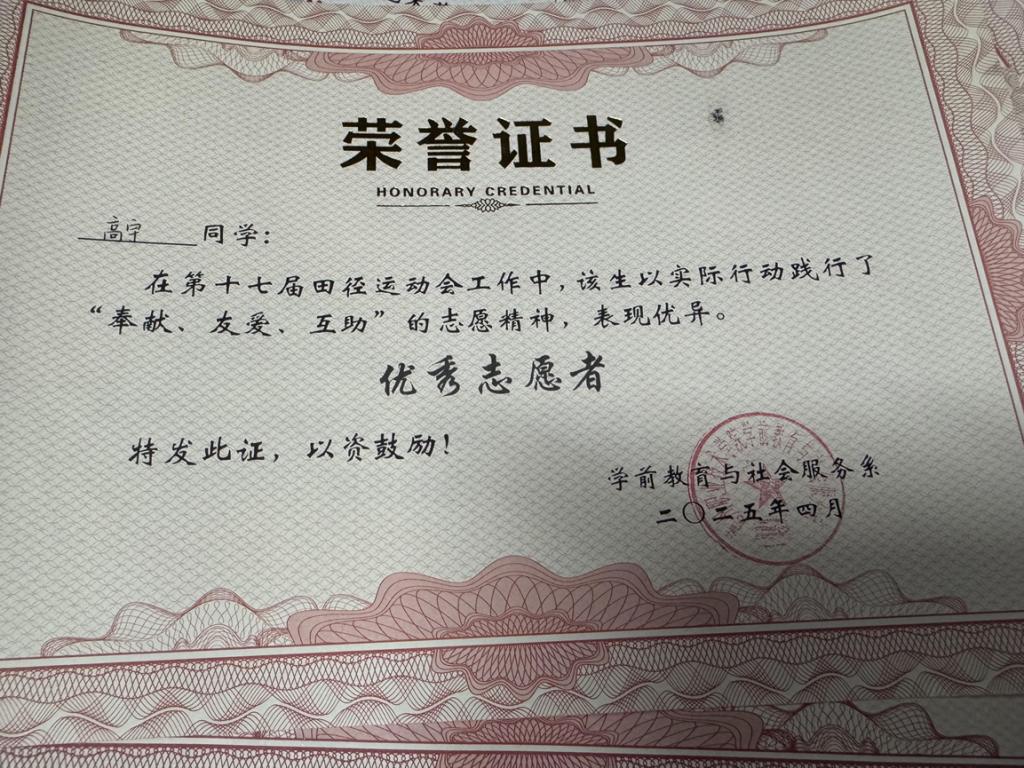 荣誉证书
HONORARY CREDENTIAL
高宇 同学：
在第十七届田径运动会工作中，该生以实际行动践行了
“奉献、友爱、互助”的志愿精神，表现优异。
优秀志愿者
特发此证，以资鼓励！
学前教育与社会服务系
二〇二五年四月